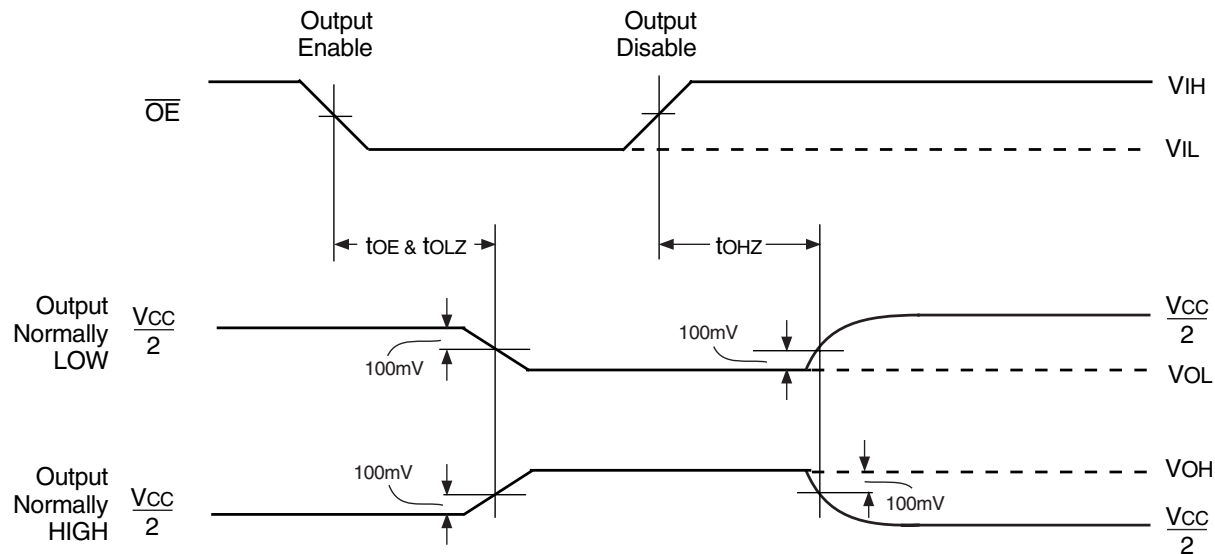 Output
Enable
Output
Disable
OE
VIH
VIL
tOE & tOLZ
tOHZ
Output
Normally
LOW
VCC
2
100mV
100mV
VCC
2
VOL
Output
Normally
HIGH
VCC
2
100mV
100mV
VOH
VCC
2